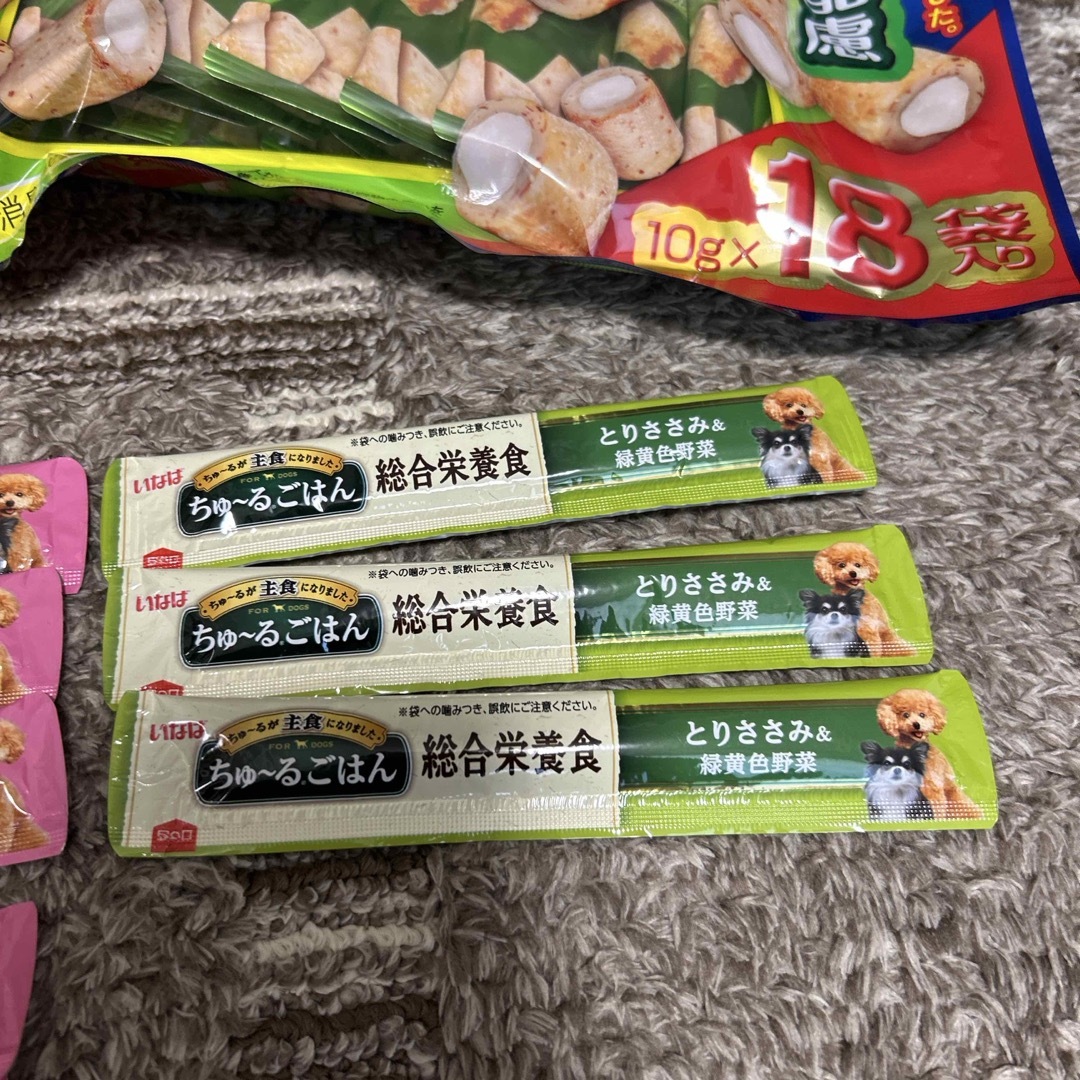 慮
した。
消
10g×18袋入り
※袋への噛みつき、誤飲にご注意ください。
いなば
ちゅ〜るが主食になりました。
FOR DOGS
ちゅ〜るごはん
総合栄養食
とりささみ&
緑黄色野菜
※袋への噛みつき、誤飲にご注意ください。
いなば
ちゅ〜るが主食になりました。
FOR DOGS
ちゅ〜るごはん
総合栄養食
とりささみ&
緑黄色野菜
※袋への噛みつき、誤飲にご注意ください。
いなば
ちゅ〜るが主食になりました。
FOR DOGS
ちゅ〜るごはん
総合栄養食
とりささみ&
緑黄色野菜